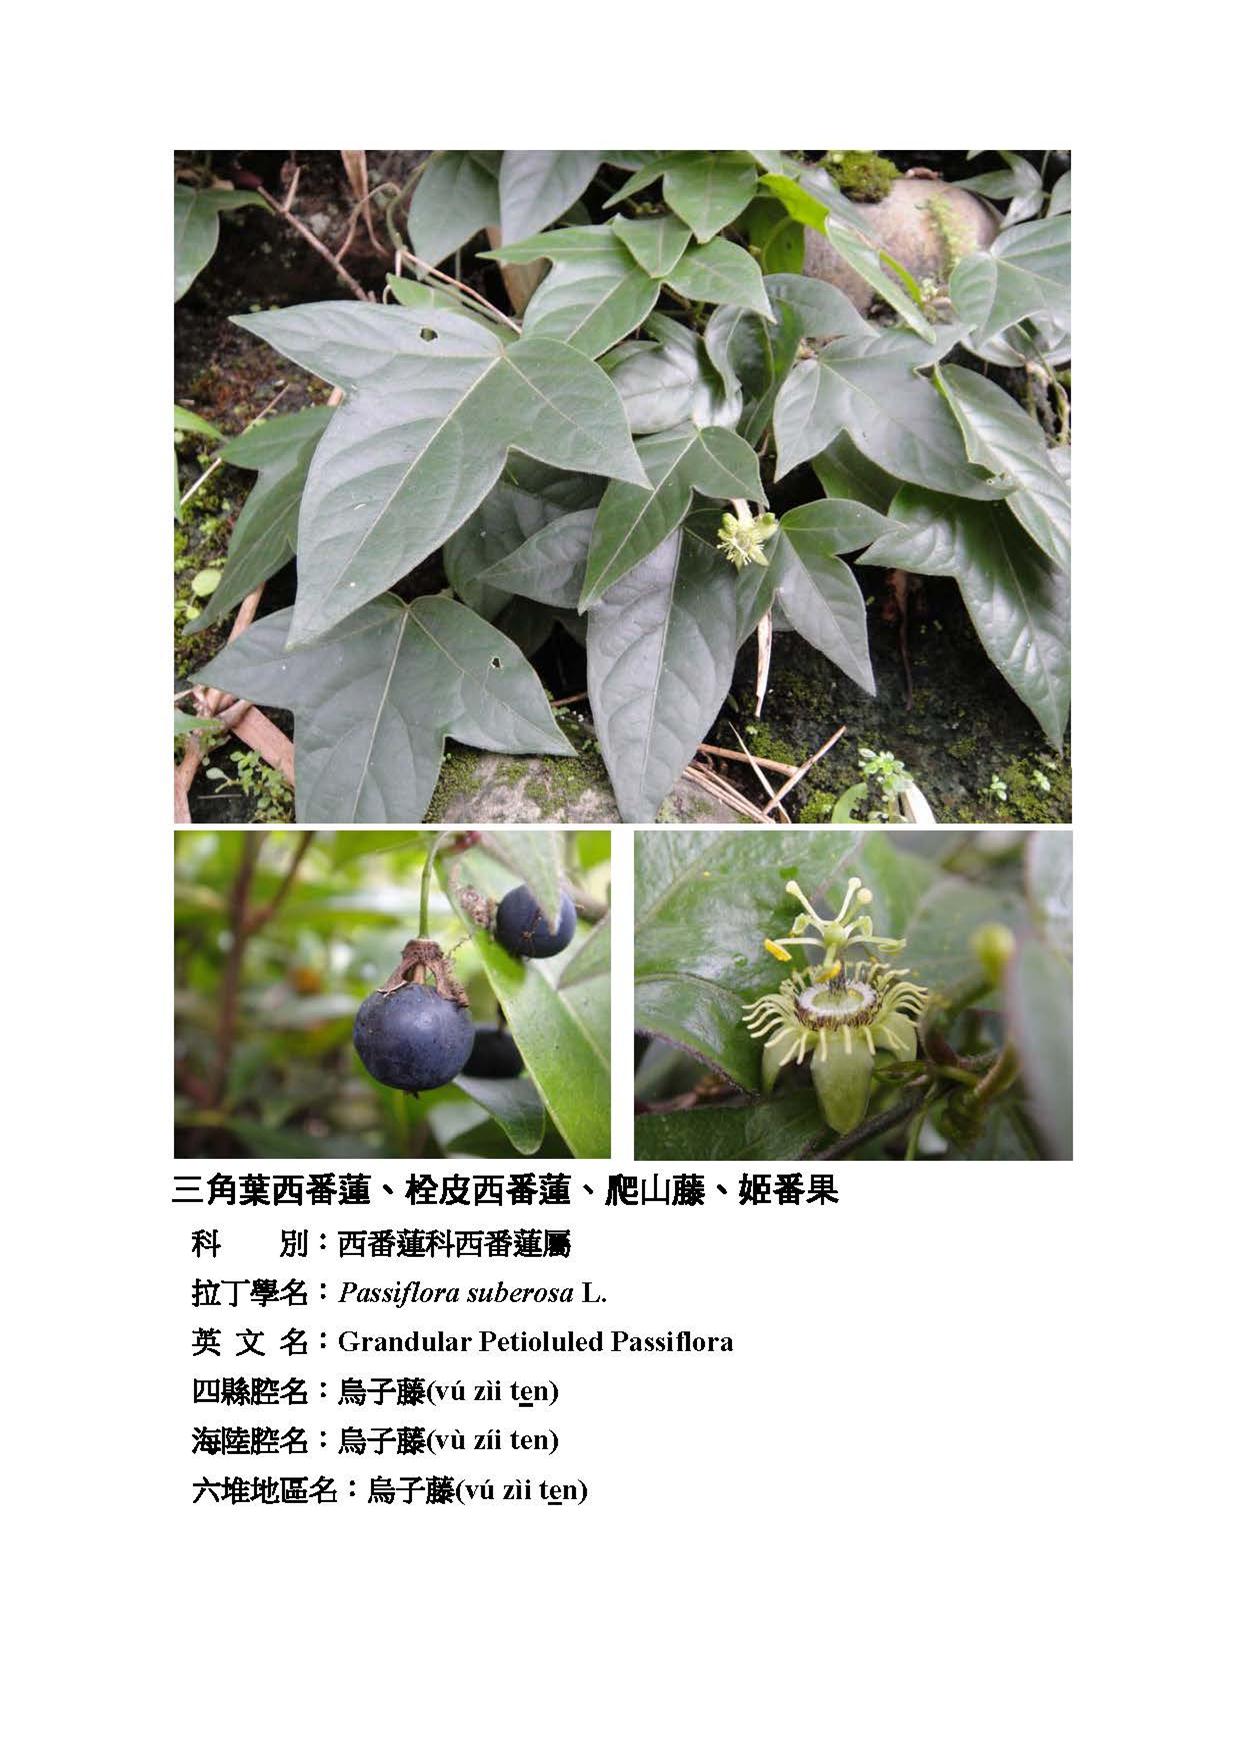 三角葉西番蓮、栓皮西番蓮、爬山藤、姬番果
科　　別：西番蓮科西番蓮屬
拉丁學名：Passiflora suberosa L.
英 文 名：Grandular Petioluled Passiflora
四縣腔名：烏子藤(vú zìi ten)
海陸腔名：烏子藤(vù zíi ten)
六堆地區名：烏子藤(vú zìi ten)